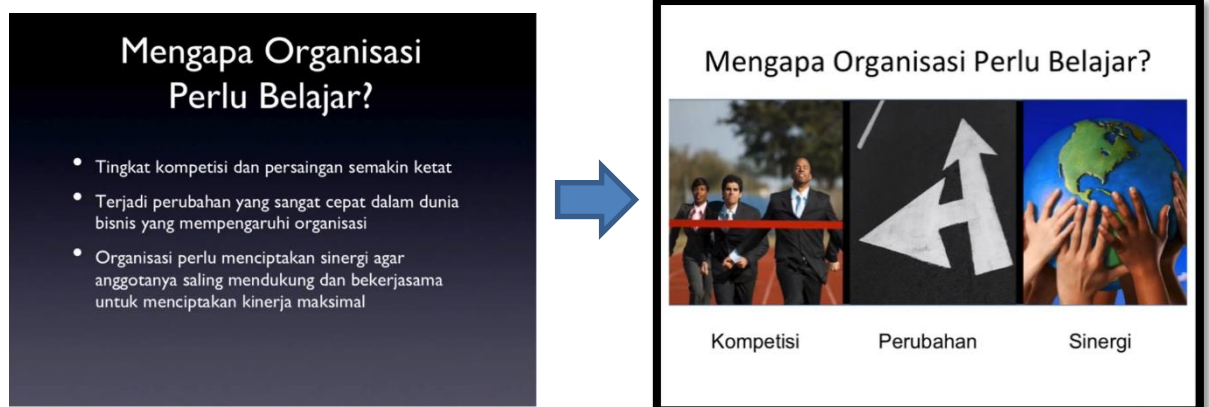 Mengapa Organisasi
Perlu Belajar?
• Tingkat kompetisi dan persaingan semakin ketat
• Terjadi perubahan yang sangat cepat dalam dunia
bisnis yang mempengaruhi organisasi
• Organisasi perlu menciptakan sinergi agar
anggotanya saling mendukung dan bekerjasama
untuk menciptakan kinerja maksimal
Mengapa Organisasi Perlu Belajar?
Kompetisi
Perubahan
Sinergi